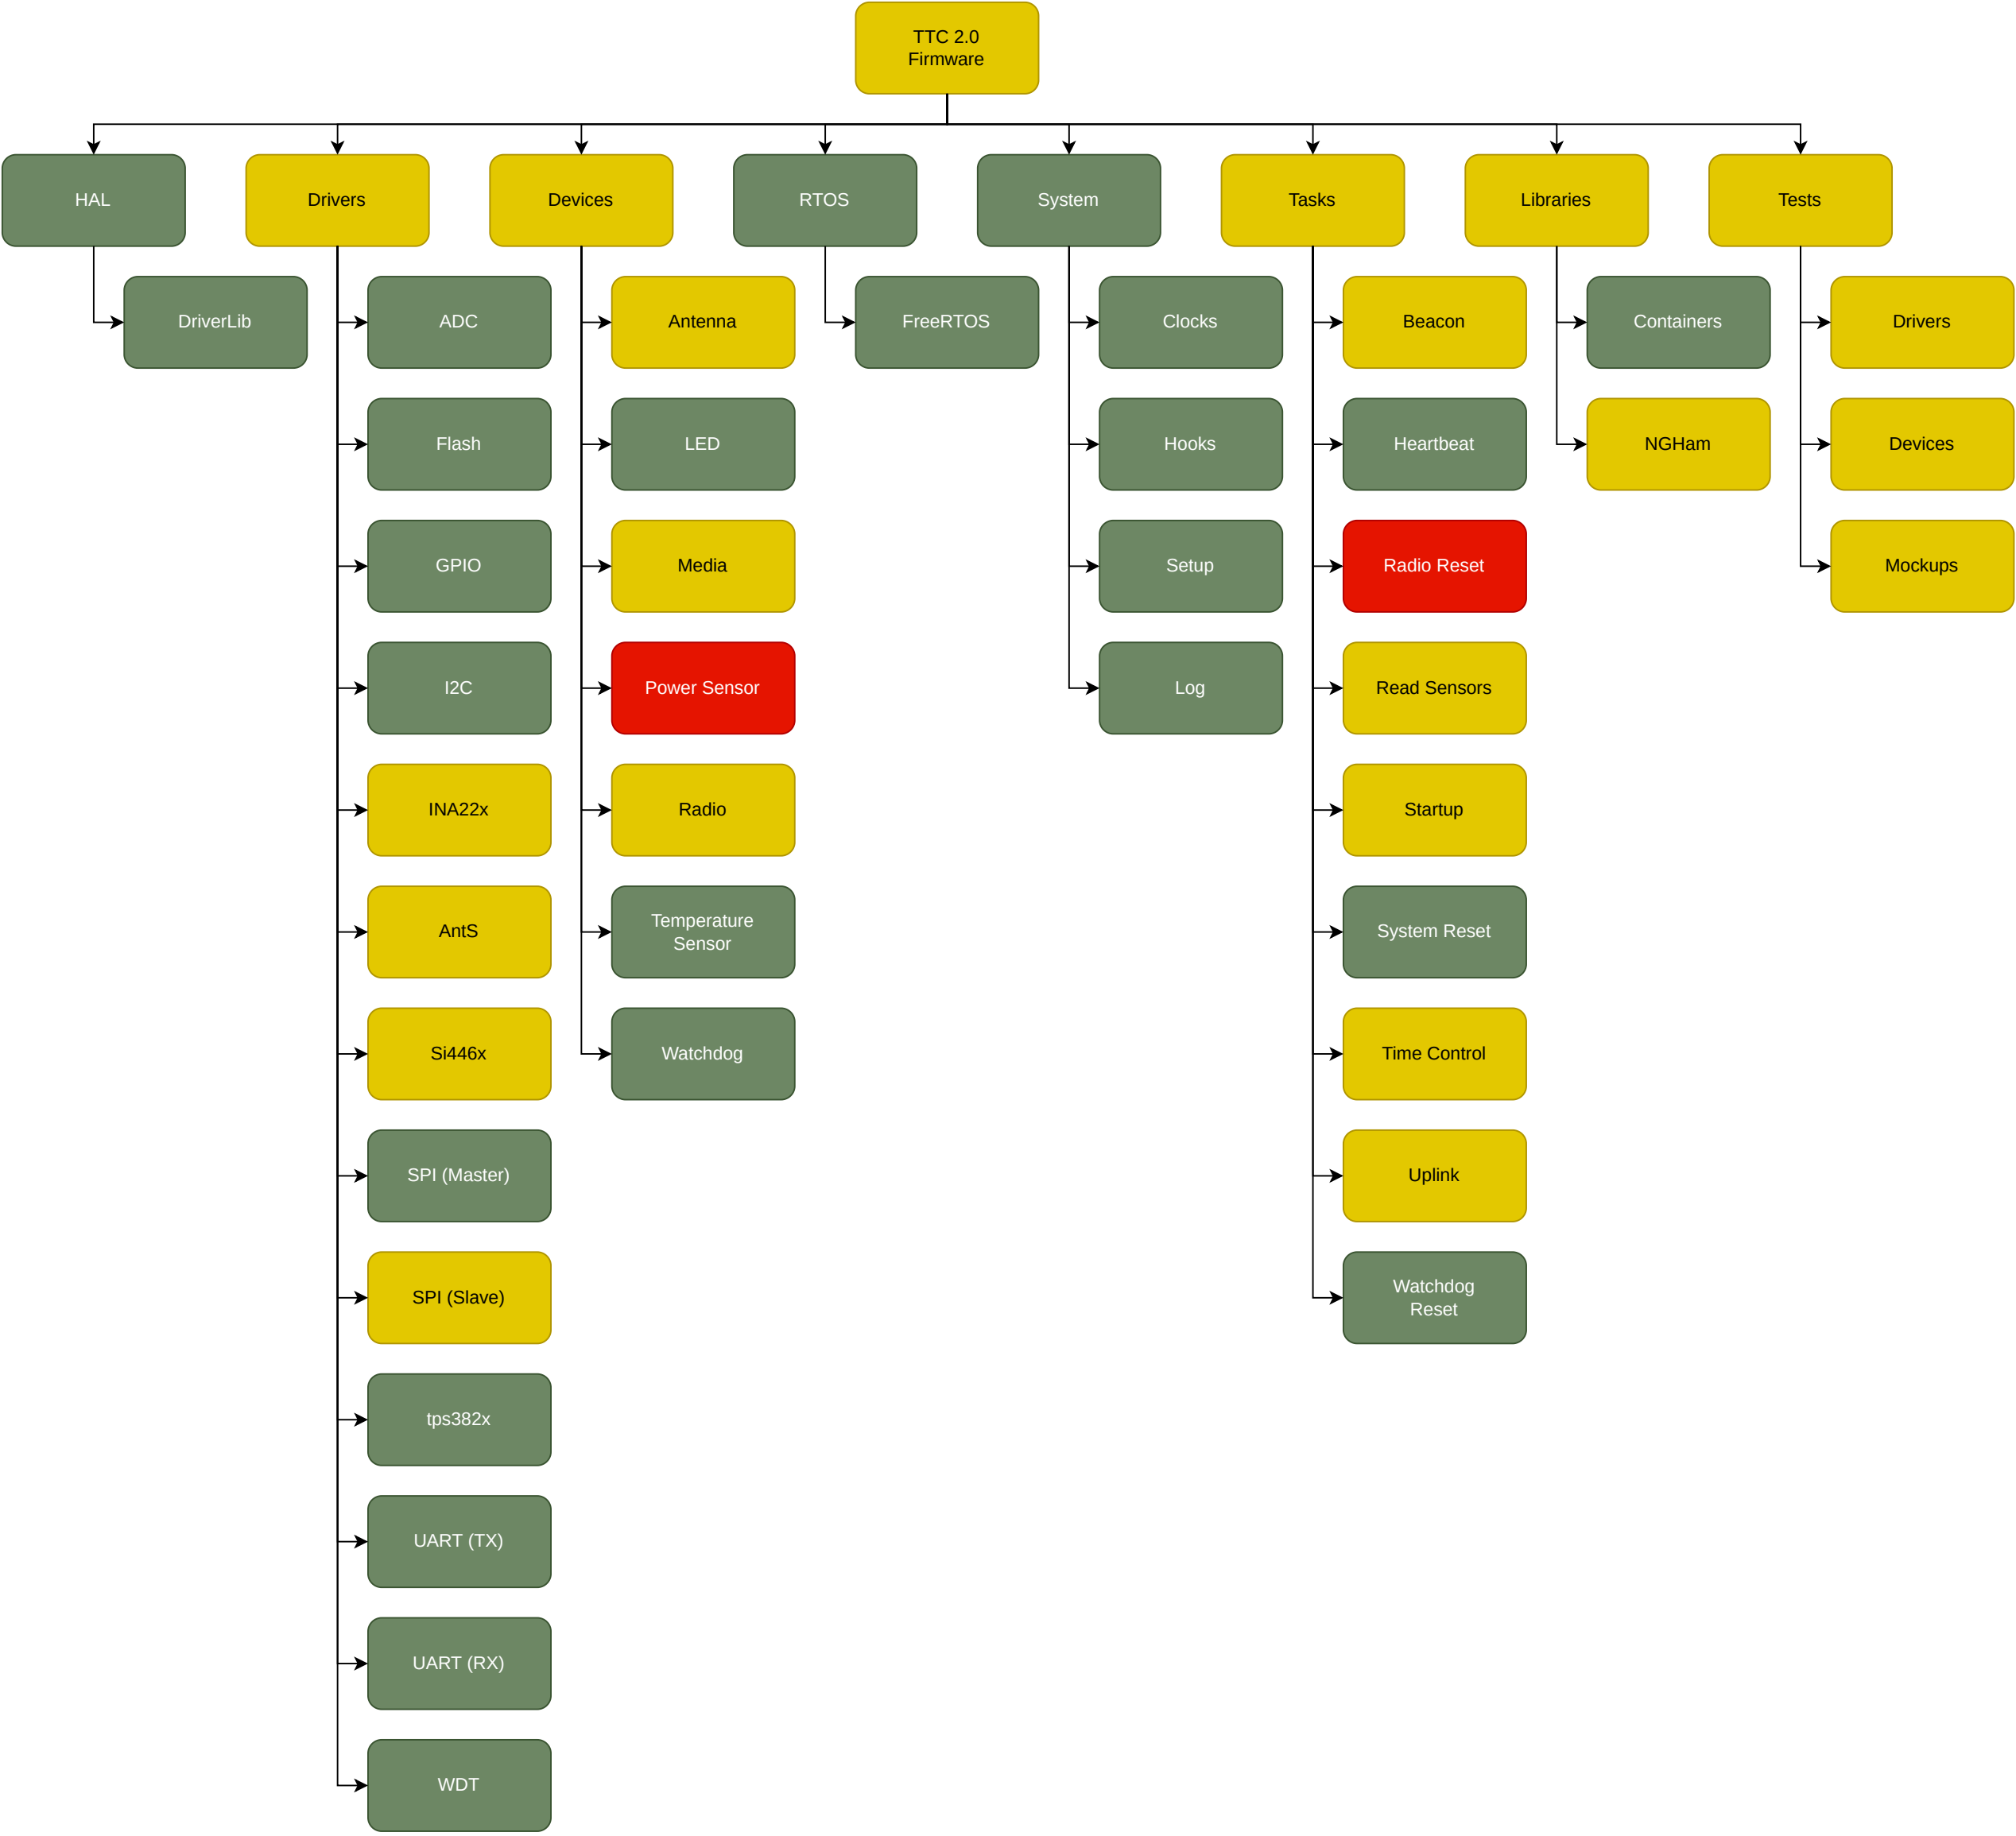 TTC 2.0
Firmware
HAL
Drivers
Devices
RTOS
System
Tasks
Libraries
Tests
DriverLib
ADC
Antenna
FreeRTOS
Clocks
Beacon
Containers
Drivers
Flash
LED
Hooks
Heartbeat
NGHam
Devices
GPIO
Media
Setup
Radio Reset
Mockups
I2C
Power Sensor
Log
Read Sensors
INA22x
Radio
Startup
AntS
Temperature
Sensor
System Reset
Si446x
Watchdog
Time Control
SPI (Master)
Uplink
SPI (Slave)
Watchdog
Reset
tps382x
UART (TX)
UART (RX)
WDT